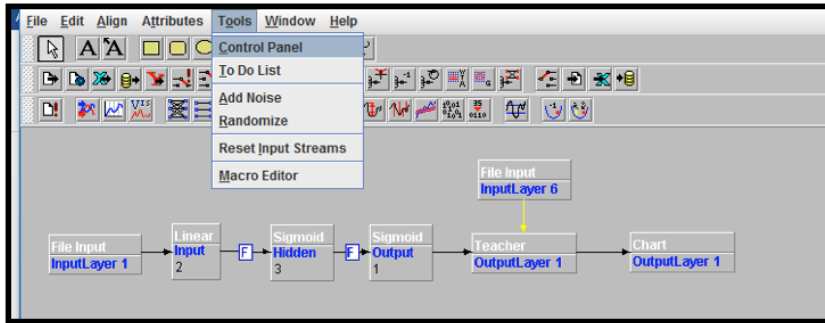 File Edit Align Attributes Tools Window Help
A A
Control Panel
To Do List
Add Noise
Randomize
Reset Input Streams
Macro Editor
VIS
File Input
InputLayer 6
File Input
InputLayer 1
Linear
Input
2
F
Sigmoid
Hidden
3
F
Sigmoid
Output
1
Teacher
OutputLayer 1
Chart
OutputLayer 1